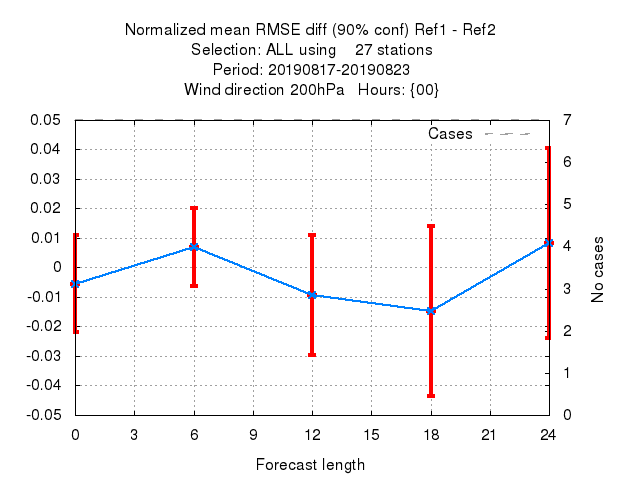 Normalized mean RMSE diff (90% conf) Ref1 - Ref2
Selection: ALL using    27 stations
Period: 20190817-20190823
Wind direction 200hPa   Hours: {00}
0.05
0.04
0.03
0.02
0.01
0
-0.01
-0.02
-0.03
-0.04
-0.05
Cases
7
6
5
4
3
2
1
0
No cases
0 3 6 9 12 15 18 21 24
Forecast length